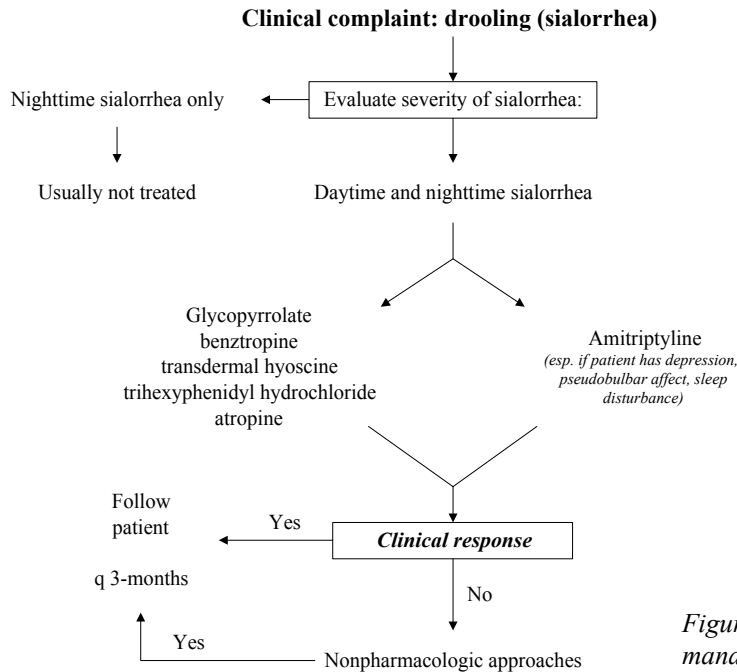 Clinical complaint: drooling (sialorrhea)
Nighttime sialorrhea only
Evaluate severity of sialorrhea:
Usually not treated
Daytime and nighttime sialorrhea
Glycopyrrolate
benztropine
transdermal hyoscine
trihexyphenidyl hydrochloride
atropine
Amitriptyline
(esp. if patient has depression,
pseudobulbar affect, sleep
disturbance)
Follow
patient
q 3-months
Yes
Clinical response
No
Yes
Nonpharmacologic approaches